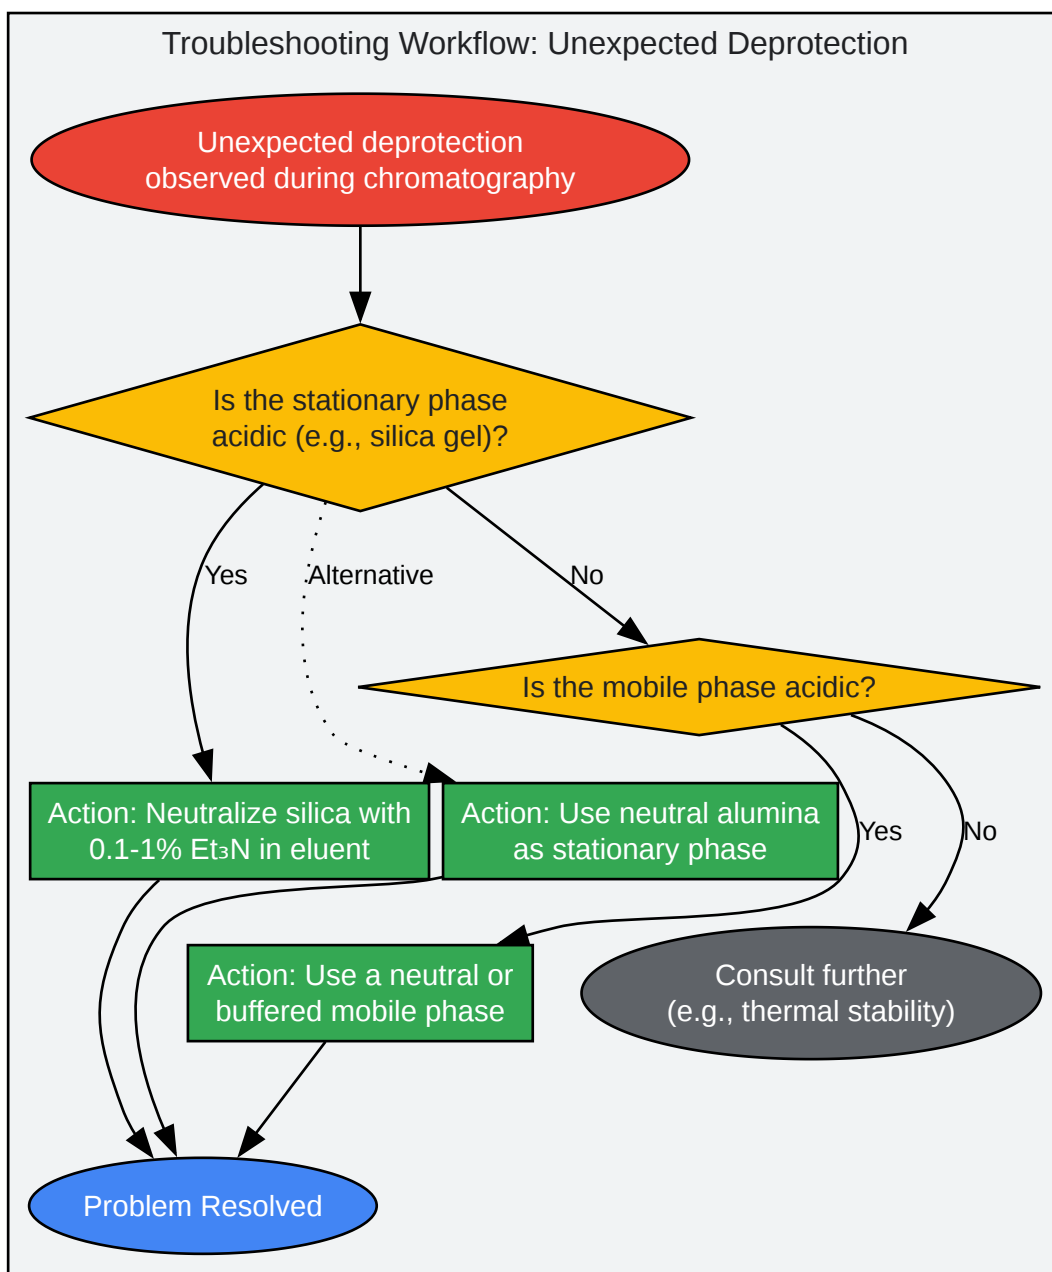 Troubleshooting Workflow: Unexpected Deprotection
Unexpected deprotection
observed during chromatography
Is the stationary phase
acidic (e.g., silica gel)?
Yes
Alternative
No
Is the mobile phase acidic?
Action: Neutralize silica with
0.1-1% Et₃N in eluent
Action: Use neutral alumina
as stationary phase
Yes
No
Action: Use a neutral or
buffered mobile phase
Consult further
(e.g., thermal stability)
Problem Resolved